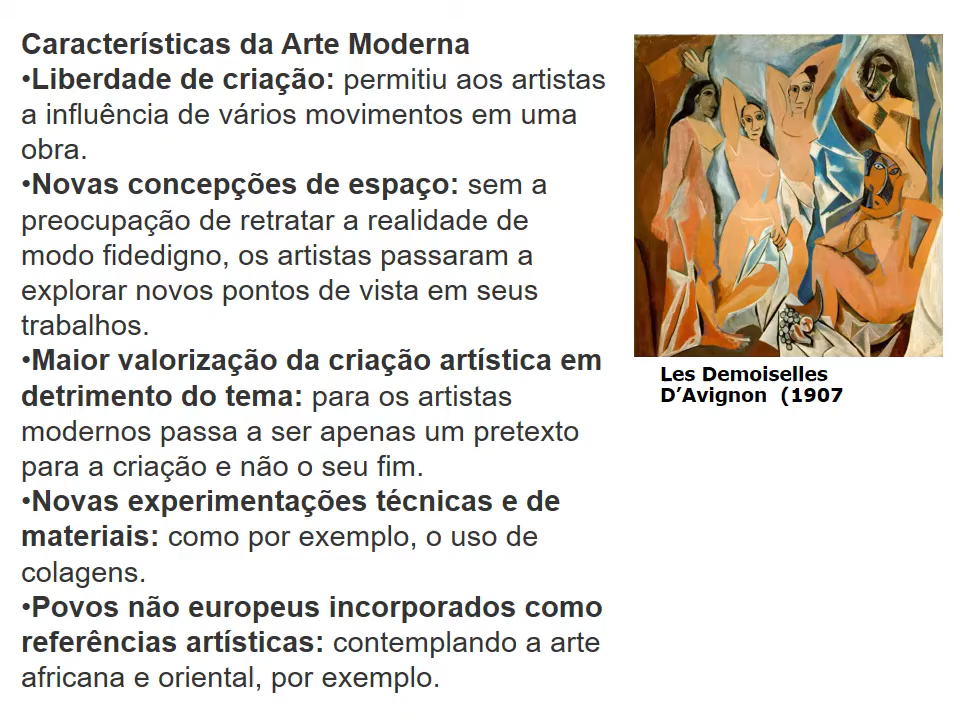 Características da Arte Moderna
•Liberdade de criação: permitiu aos artistas
a influência de vários movimentos em uma
obra.
•Novas concepções de espaço: sem a
preocupação de retratar a realidade de
modo fidedigno, os artistas passaram a
explorar novos pontos de vista em seus
trabalhos.
•Maior valorização da criação artística em
detrimento do tema: para os artistas
modernos passa a ser apenas um pretexto
para a criação e não o seu fim.
•Novas experimentações técnicas e de
materiais: como por exemplo, o uso de
colagens.
•Povos não europeus incorporados como
referências artísticas: contemplando a arte
africana e oriental, por exemplo.
Les Demoiselles
D’Avignon (1907